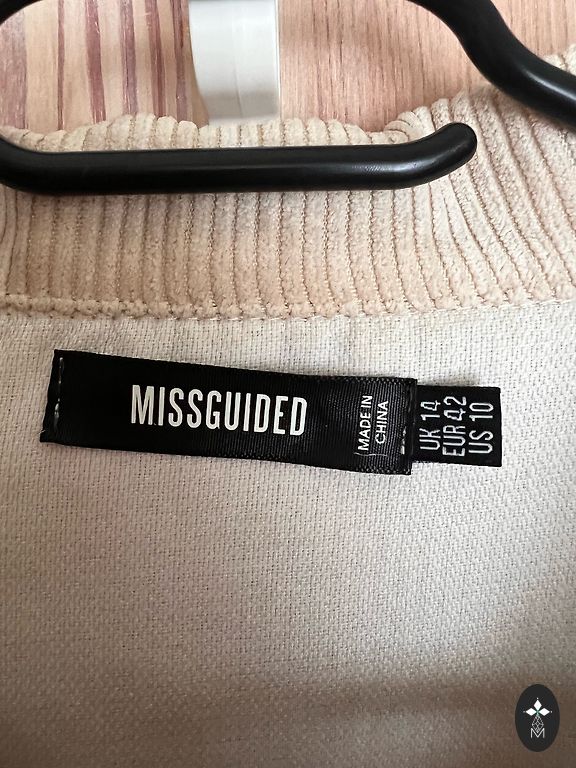 MISSGUIDED
MADE IN
CHINA
UK 14
EUR 42
US 10
M